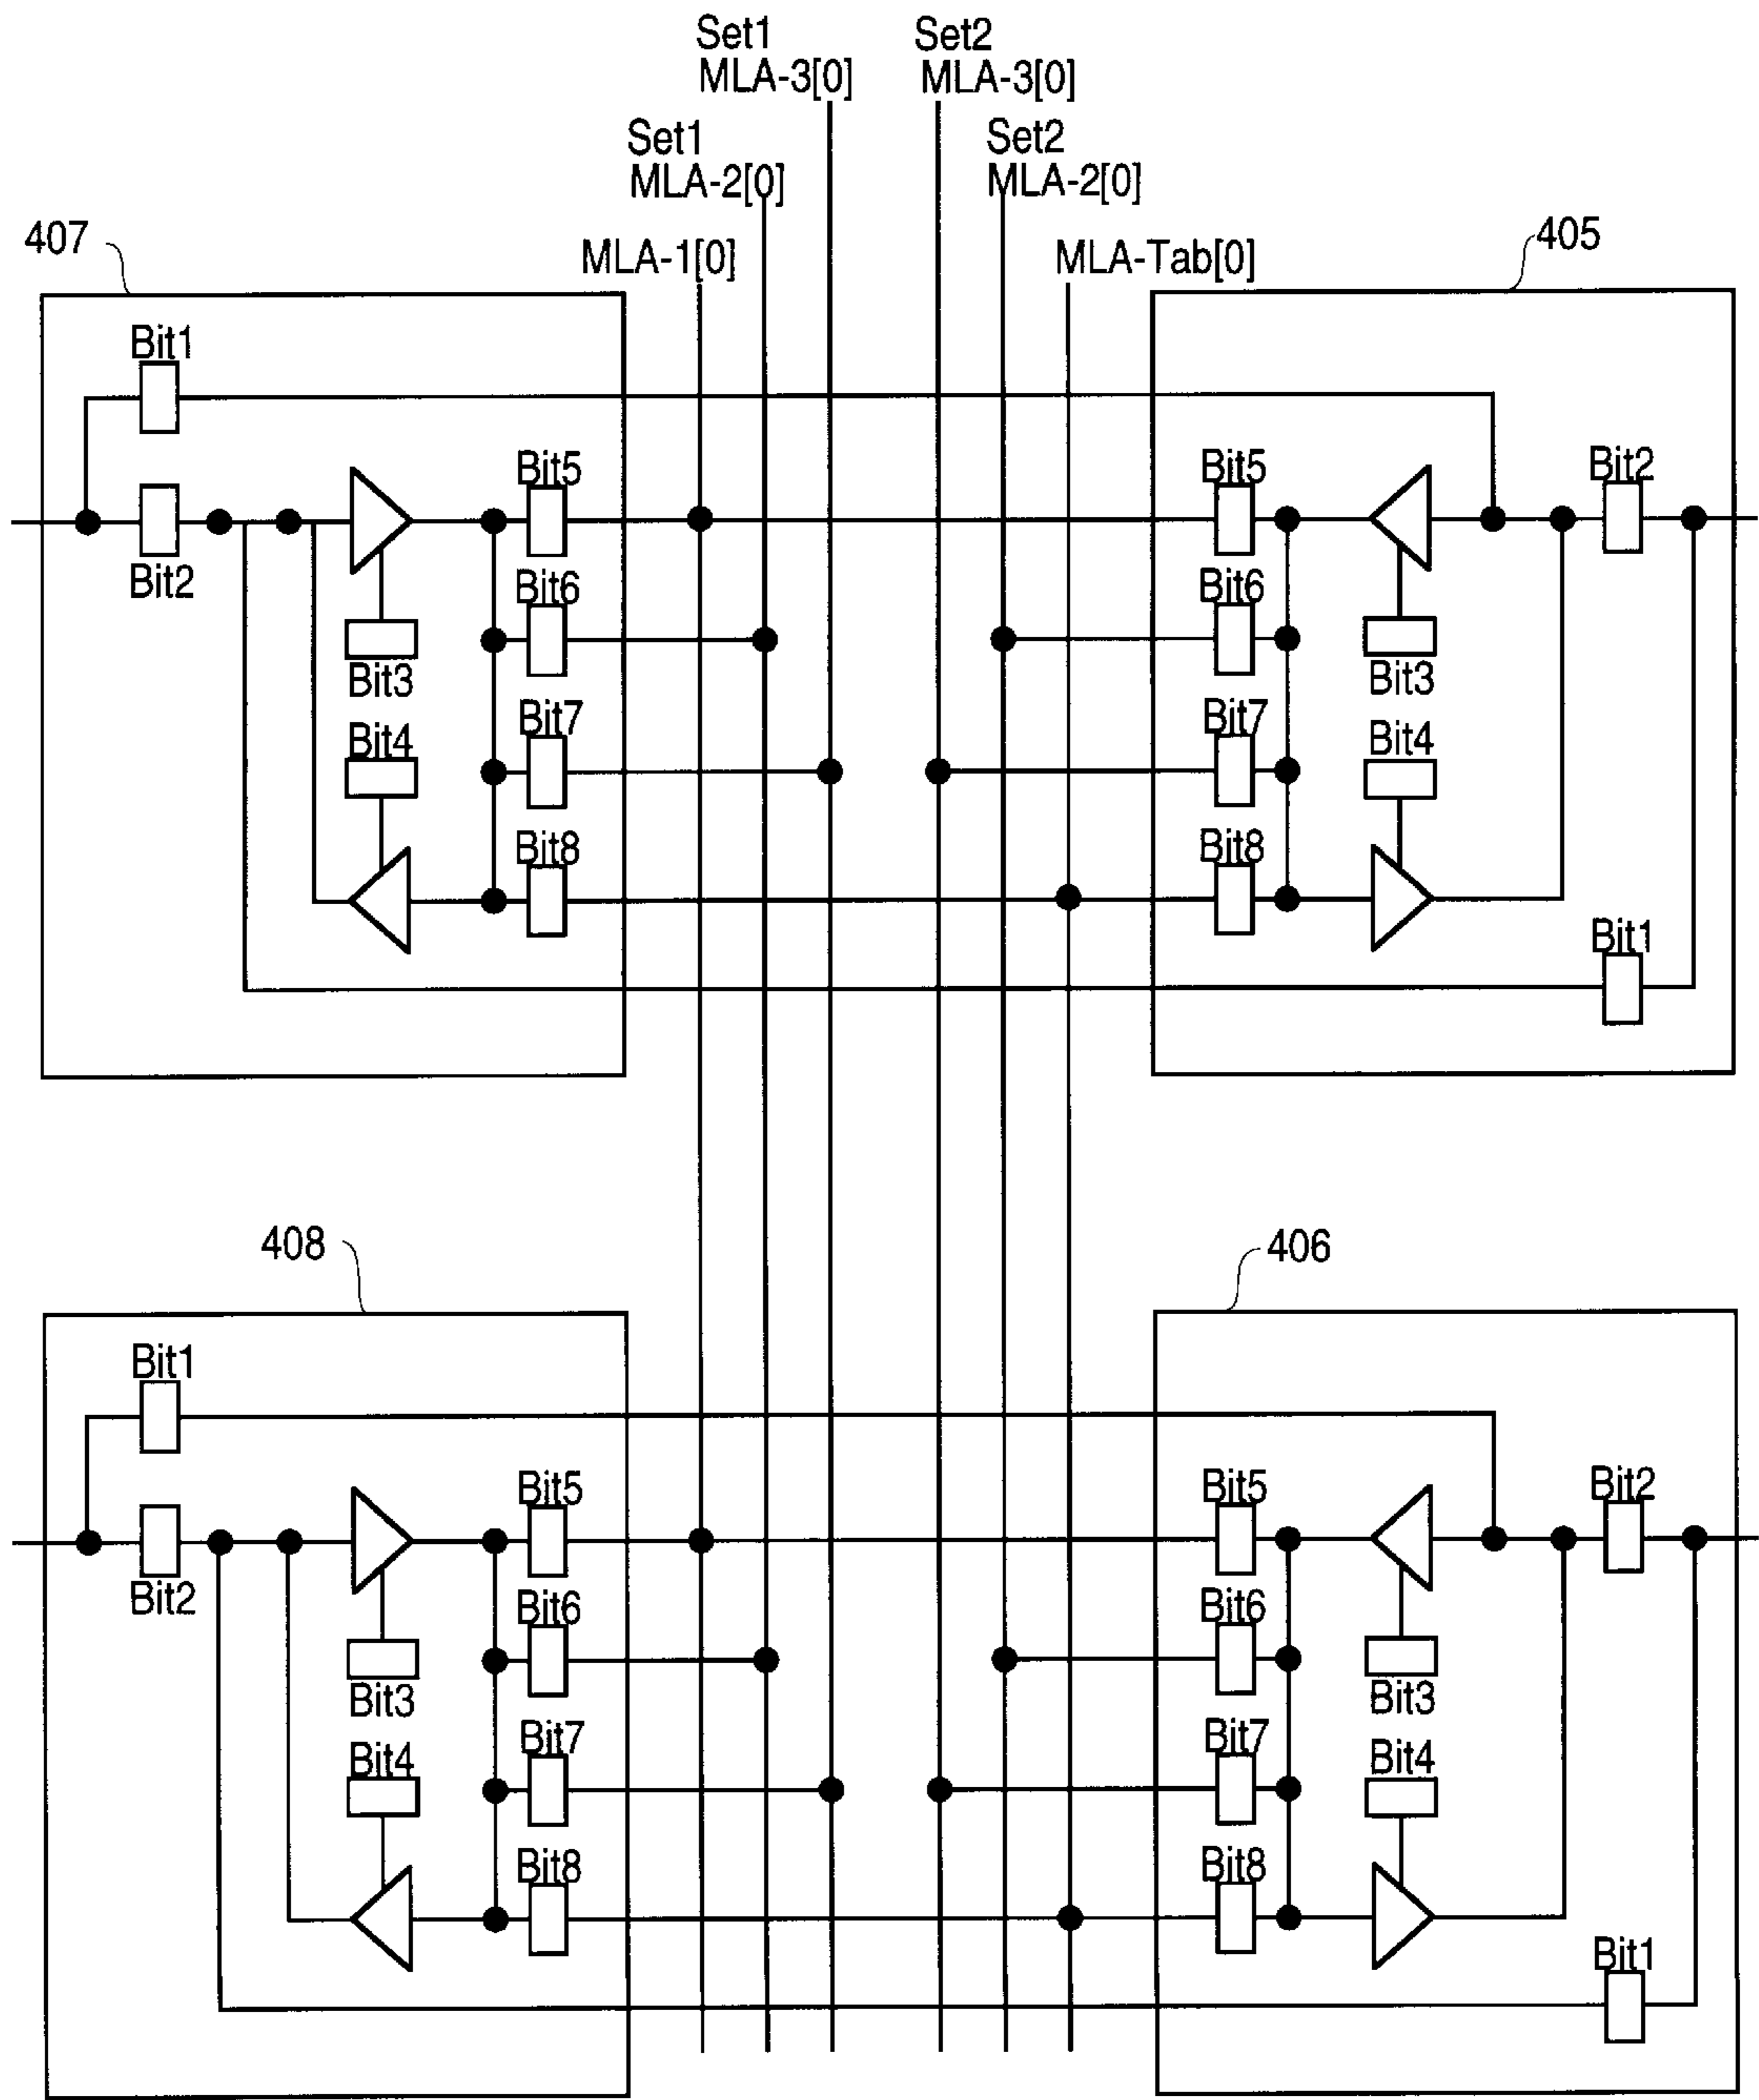 Set1
MLA-3[0]
Set2
MLA-3[0]
Set1
MLA-2[0]
Set2
MLA-2[0]
407
MLA-1[0]
MLA-Tab[0]
405
Bit1
Bit2
Bit5
Bit6
Bit3
Bit7
Bit4
Bit8
Bit5
Bit2
Bit6
Bit3
Bit7
Bit4
Bit8
Bit1
408
406
Bit1
Bit2
Bit5
Bit6
Bit3
Bit7
Bit4
Bit8
Bit5
Bit2
Bit6
Bit3
Bit7
Bit4
Bit8
Bit1